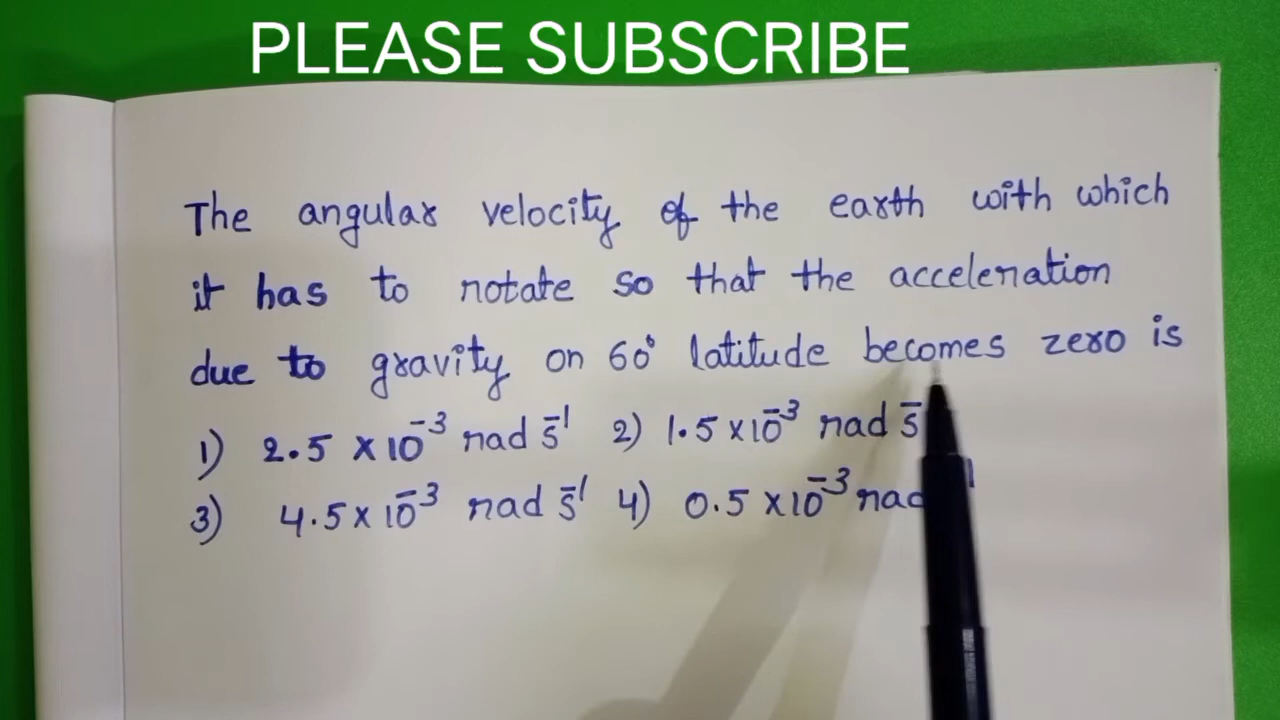 PLEASE SUBSCRIBE
The angular velocity of the earth with which
it has to rotate so that the acceleration
due to gravity on 60° latitude becomes zero is
1) 2.5 × 10⁻³ rad s⁻¹ 2) 1.5 × 10⁻³ rad s⁻
3) 4.5 × 10⁻³ rad s⁻¹ 4) 0.5 × 10⁻³ rad